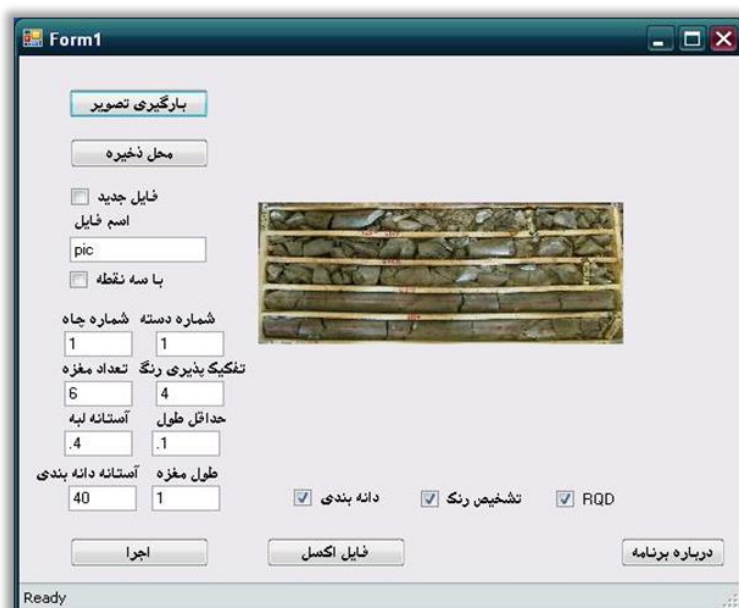 Form1
بارگیری تصویر
محل ذخیره
فایل جدید
اسم فایل
pic
با سه نقطه
شماره دسته شماره چاه
1 1
تفکیک پذیری رنگ تعداد مغزه
4 6
حداقل طول آستانه لبه
.1 .4
طول مغزه آستانه دانه بندی
1 40
RQD تشخیص رنگ دانه بندی
درباره برنامه فایل اکسل اجرا
Ready